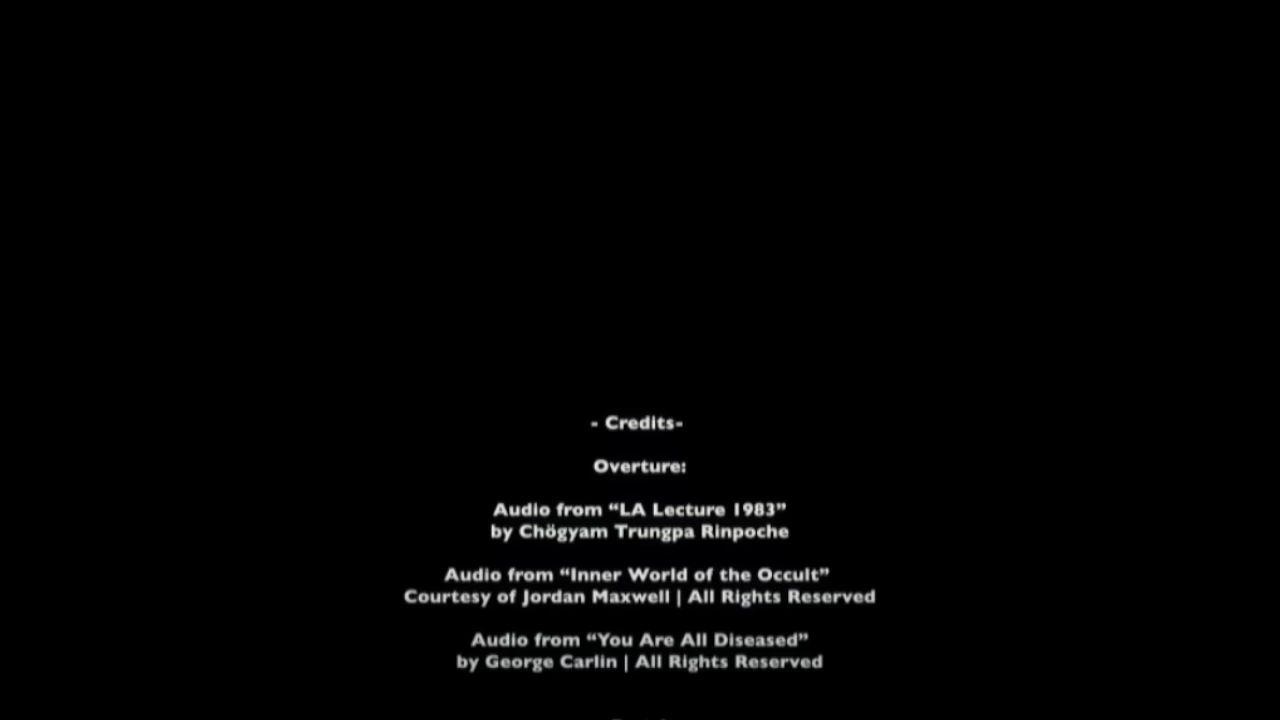 - Credits-
Overture:
Audio from “LA Lecture 1983”
by Chögyam Trungpa Rinpoche
Audio from “Inner World of the Occult”
Courtesy of Jordan Maxwell | All Rights Reserved
Audio from “You Are All Diseased”
by George Carlin | All Rights Reserved